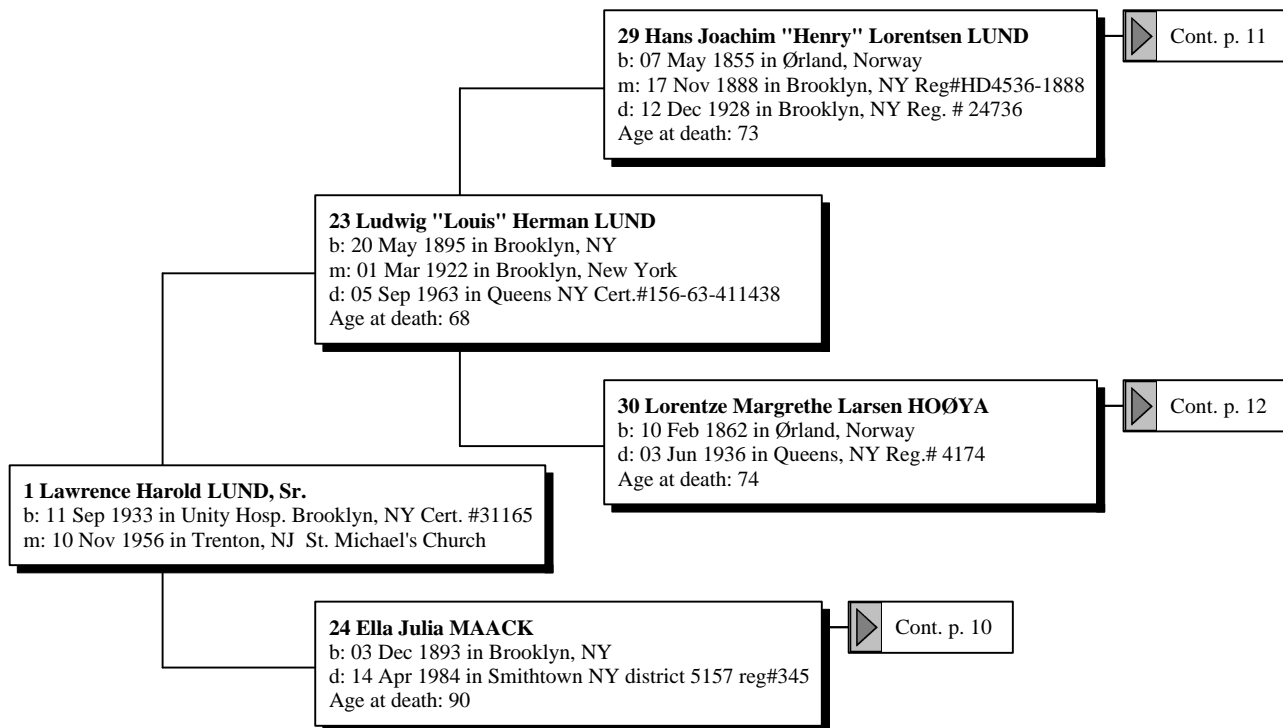 29 Hans Joachim "Henry" Lorentsen LUND
b: 07 May 1855 in Ørland, Norway
m: 17 Nov 1888 in Brooklyn, NY Reg#HD4536-1888
d: 12 Dec 1928 in Brooklyn, NY Reg. # 24736
Age at death: 73
Cont. p. 11
23 Ludwig "Louis" Herman LUND
b: 20 May 1895 in Brooklyn, NY
m: 01 Mar 1922 in Brooklyn, New York
d: 05 Sep 1963 in Queens NY Cert.#156-63-411438
Age at death: 68
30 Lorentze Margrethe Larsen HOØYA
b: 10 Feb 1862 in Ørland, Norway
d: 03 Jun 1936 in Queens, NY Reg.# 4174
Age at death: 74
Cont. p. 12
1 Lawrence Harold LUND, Sr.
b: 11 Sep 1933 in Unity Hosp. Brooklyn, NY Cert. #31165
m: 10 Nov 1956 in Trenton, NJ  St. Michael's Church
24 Ella Julia MAACK
b: 03 Dec 1893 in Brooklyn, NY
d: 14 Apr 1984 in Smithtown NY district 5157 reg#345
Age at death: 90
Cont. p. 10